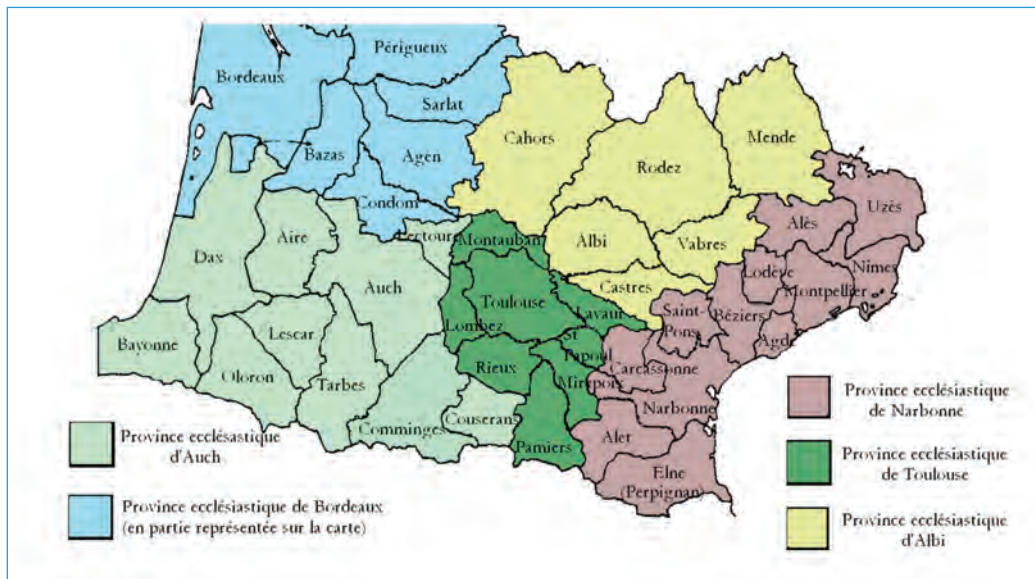 Périgueux
Bordeaux
Sarlat
Cahors
Mende
Bazas
Agen
Rodez
Uzès
Condom
Alès
Lectoure
Montauban
Albi
Vabres
Aire
Dax
Auch
Castres
Lodève
Nîmes
Montpellier
Toulouse
Lavaur
Saint-
Pons
Béziers
Agde
Lombez
Lescar
Bayonne
St
Papoul
Rieux
Carcassonne
Mirepoix
Oloron
Tarbes
Narbonne
Couserans
Comminges
Pamiers
Alet
Elne
(Perpignan)
Province ecclésastique
d'Auch
Province ecclésiastique de Bordeaux
(en partie représentée sur la carte)
Province ecclésiastique
de Narbonne
Province ecclésiastique
de Toulouse
Province ecclésiastique
d'Albi